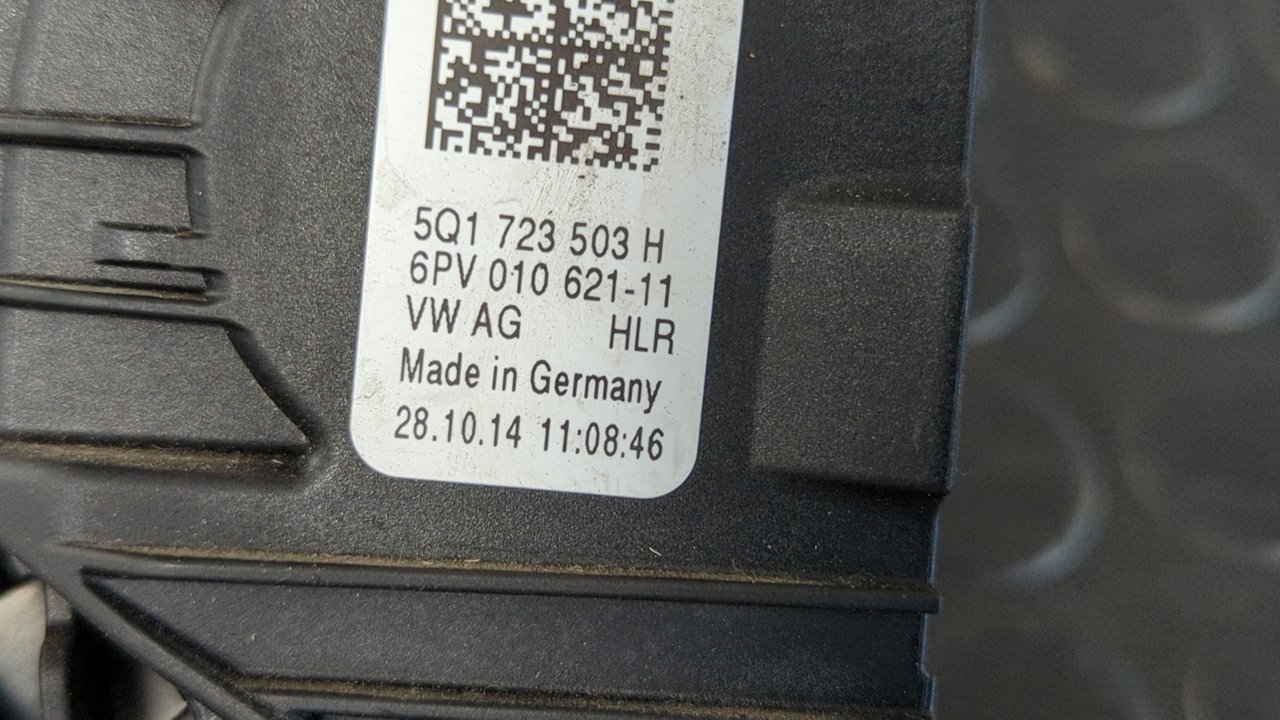 5Q1 723 503 H
6PV 010 621-11
VW AG HLR
Made in Germany
28.10.14 11:08:46